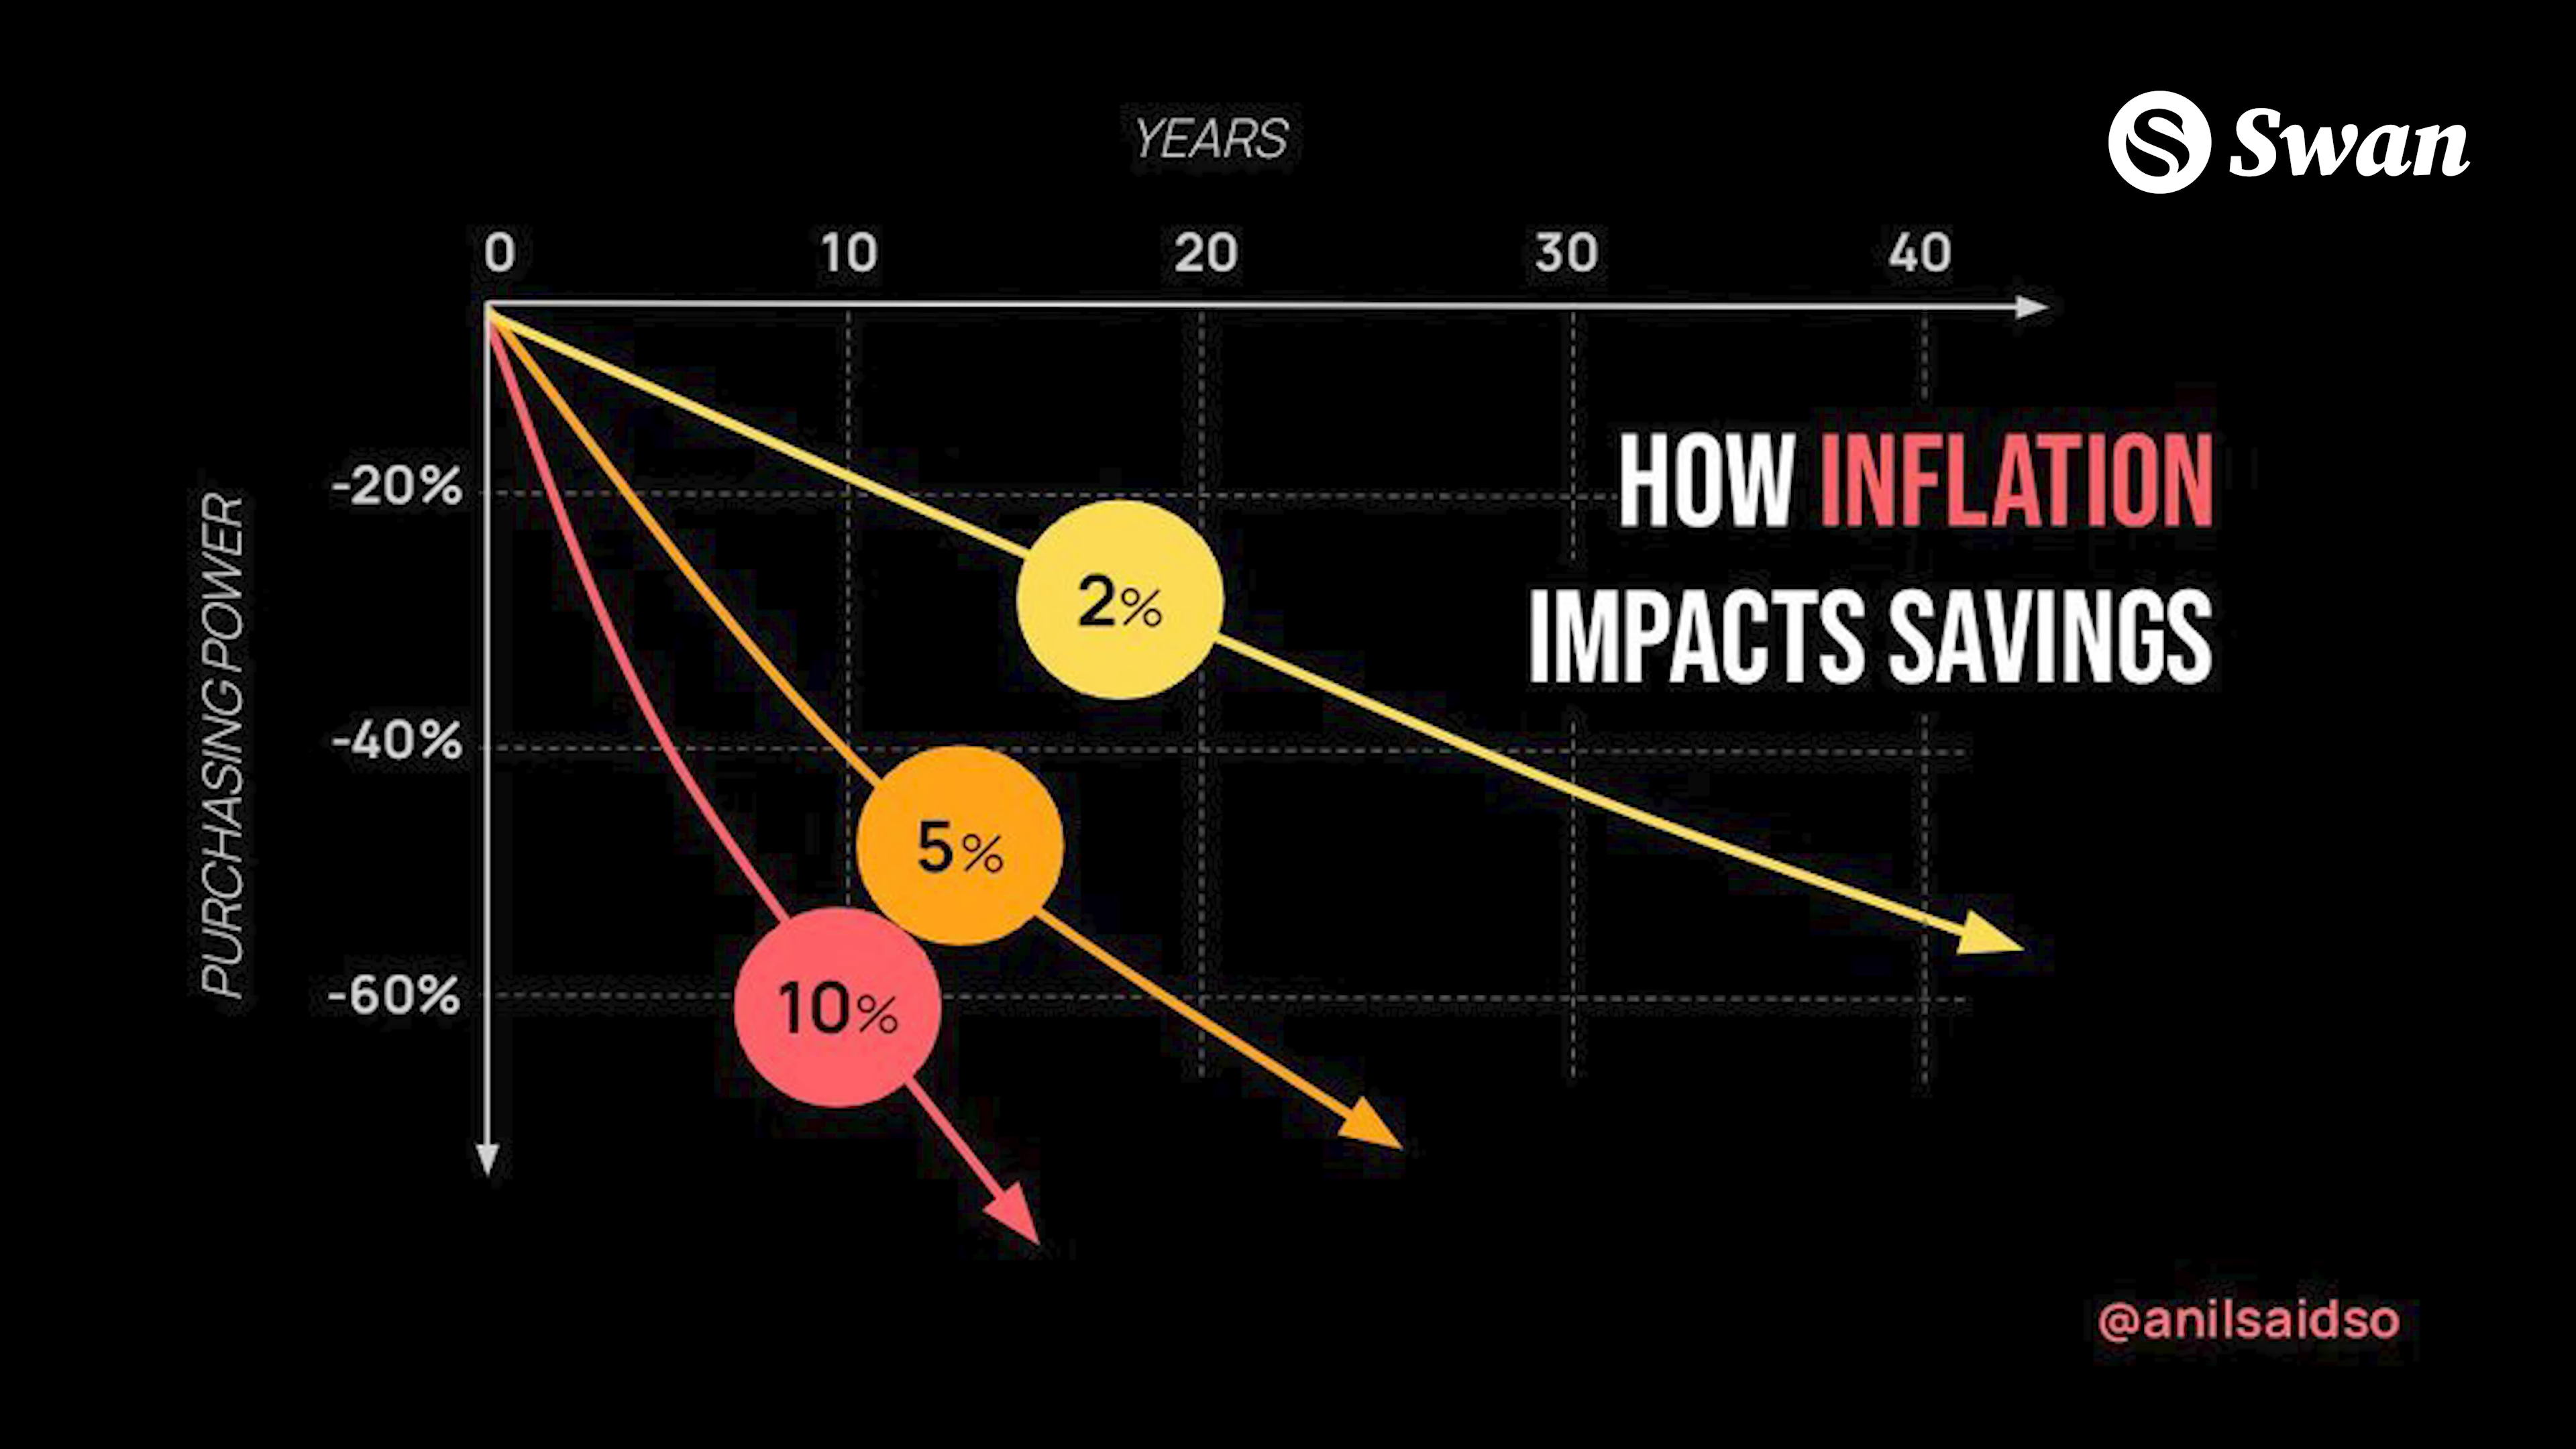 YEARS
Swan
0 10 20 30 40
HOW INFLATION
IMPACTS SAVINGS
PURCHASING POWER
-20%
-40%
-60%
2%
5%
10%
@anilsaidso